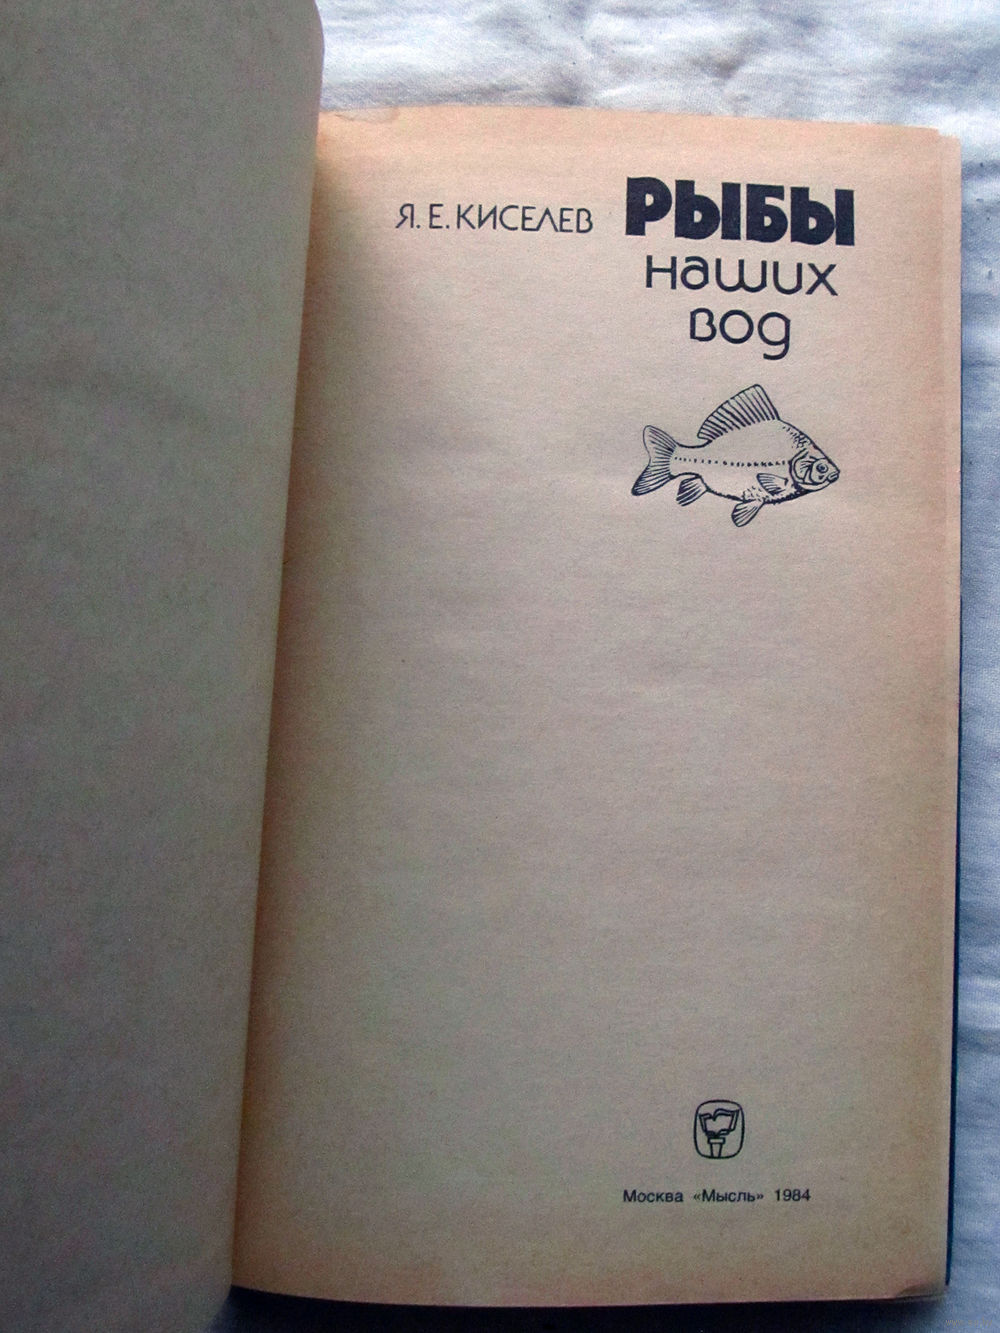 Я. Е. КИСЕЛЕВ
РЫБЫ
наших
вод
Москва «Мысль» 1984